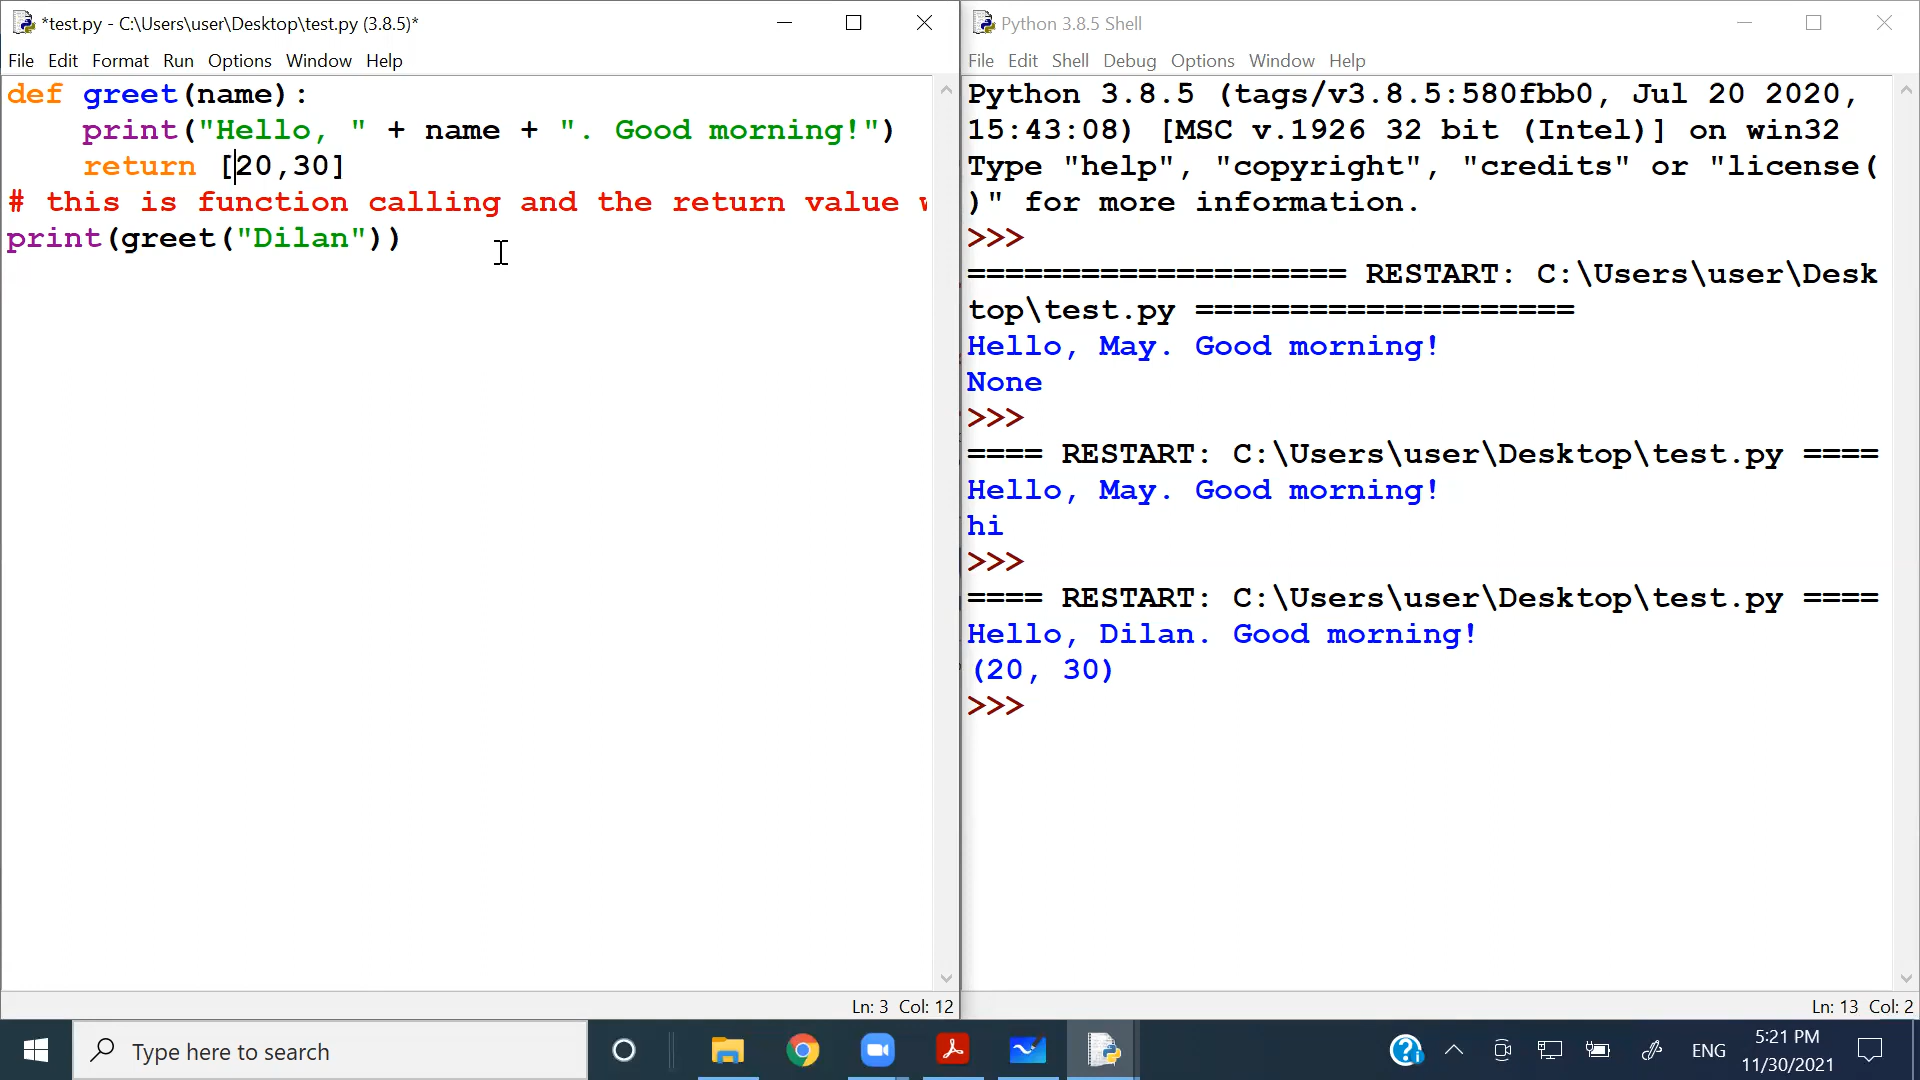 *test.py - C:\Users\user\Desktop\test.py (3.8.5)*
File Edit Format Run Options Window Help
def greet(name):
    print("Hello, " + name + ". Good morning!")
    return [20,30]
# this is function calling and the return value
print(greet("Dilan"))
Ln: 3 Col: 12
Python 3.8.5 Shell
File Edit Shell Debug Options Window Help
Python 3.8.5 (tags/v3.8.5:580fbb0, Jul 20 2020,
15:43:08) [MSC v.1926 32 bit (Intel)] on win32
Type "help", "copyright", "credits" or "license(
)" for more information.
>>>
==================== RESTART: C:\Users\user\Desk
top\test.py ====================
Hello, May. Good morning!
None
>>>
==== RESTART: C:\Users\user\Desktop\test.py ====
Hello, May. Good morning!
hi
>>>
==== RESTART: C:\Users\user\Desktop\test.py ====
Hello, Dilan. Good morning!
(20, 30)
>>>
Ln: 13 Col: 2
Type here to search
ENG
5:21 PM
11/30/2021